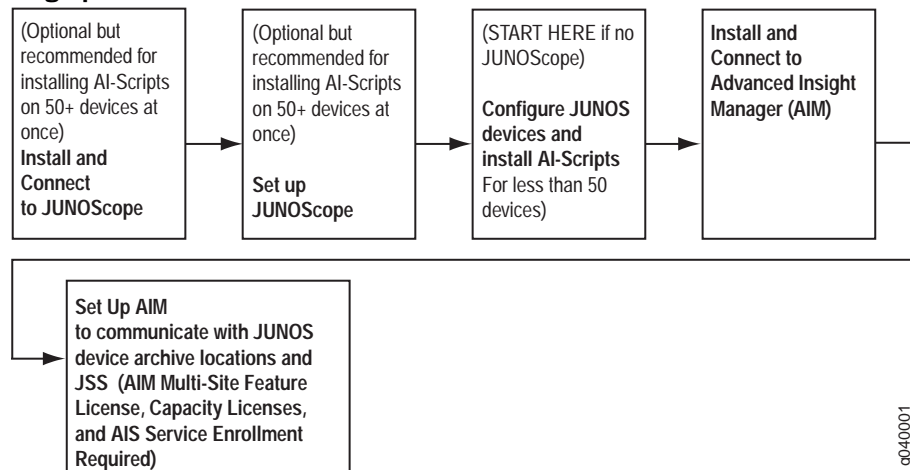 (Optional but
recommended for
installing AI-Scripts
on 50+ devices at
once)
Install and
Connect
to JUNOScope
(Optional but
recommended for
installing AI-Scripts
on 50+ devices at
once)
Set up
JUNOScope
(START HERE if no
JUNOScope)
Configure JUNOS
devices and
install AI-Scripts
For less than 50
devices)
Install and
Connect to
Advanced Insight
Manager (AIM)
Set Up AIM
to communicate with JUNOS
device archive locations and
JSS (AIM Multi-Site Feature
License, Capacity Licenses,
and AIS Service Enrollment
Required)
g040001